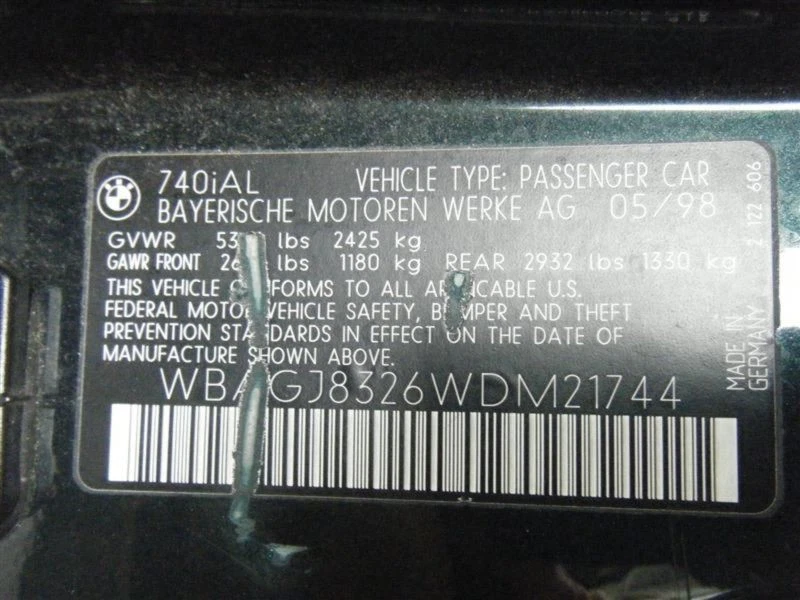 BMW
740iAL VEHICLE TYPE: PASSENGER CAR
BAYERISCHE MOTOREN WERKE AG 05/98
GVWR lbs 2425 kg
GAWR FRONT lbs 1180 kg REAR 2932 lbs 1330 kg
THIS VEHICLE TO ALL U.S.
FEDERAL MOTOR VEHICLE SAFETY, AND THEFT
PREVENTION IN EFFECT ON THE DATE OF
MANUFACTURE SHOWN ABOVE.
WBAGJ8326WDM21744
MADE IN
GERMANY
2 122 606